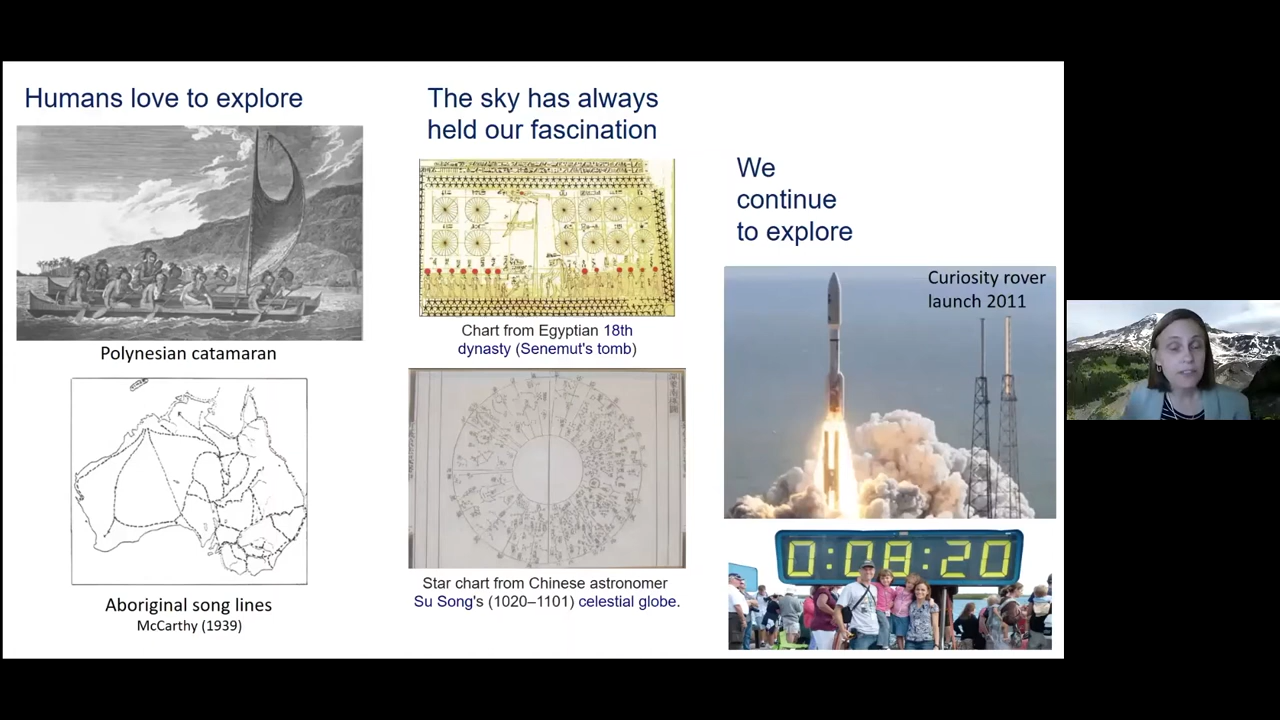 Humans love to explore
Polynesian catamaran
Aboriginal song lines
McCarthy (1939)
The sky has always
held our fascination
Chart from Egyptian 18th
dynasty (Senemut's tomb)
Star chart from Chinese astronomer
Su Song's (1020–1101) celestial globe.
We
continue
to explore
Curiosity rover
launch 2011
0:08:20